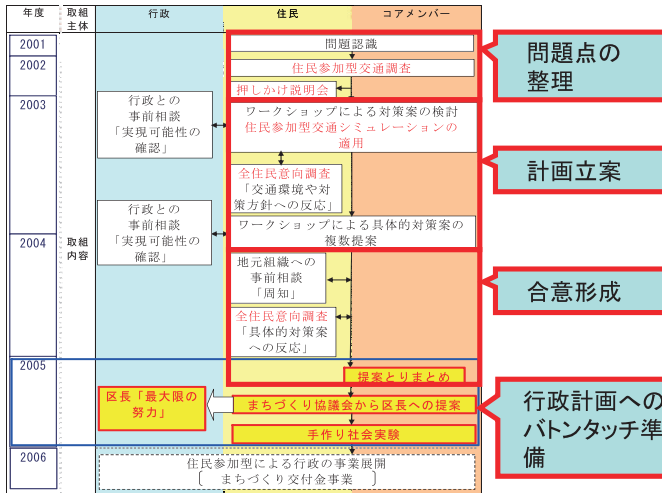 年度
取組
主体
行政
住民
コアメンバー
2001
問題認識
2002
住民参加型交通調査
押しかけ説明会
2003
行政との
事前相談
「実現可能性の
確認」
ワークショップによる対策案の検討
住民参加型交通シミュレーションの
適用
全住民意向調査
「交通環境や対
策方針への反応」
行政との
事前相談
「実現可能性の
確認」
ワークショップによる具体的対策案の
複数提案
2004
取組
内容
地元組織への
事前相談
「周知」
全住民意向調査
「具体的対策案
への反応」
2005
提案とりまとめ
区長「最大限の
努力」
まちづくり協議会から区長への提案
手作り社会実験
2006
住民参加型による行政の事業展開
〔 まちづくり交付金事業 〕
問題点の
整理
計画立案
合意形成
行政計画への
バトンタッチ準
備